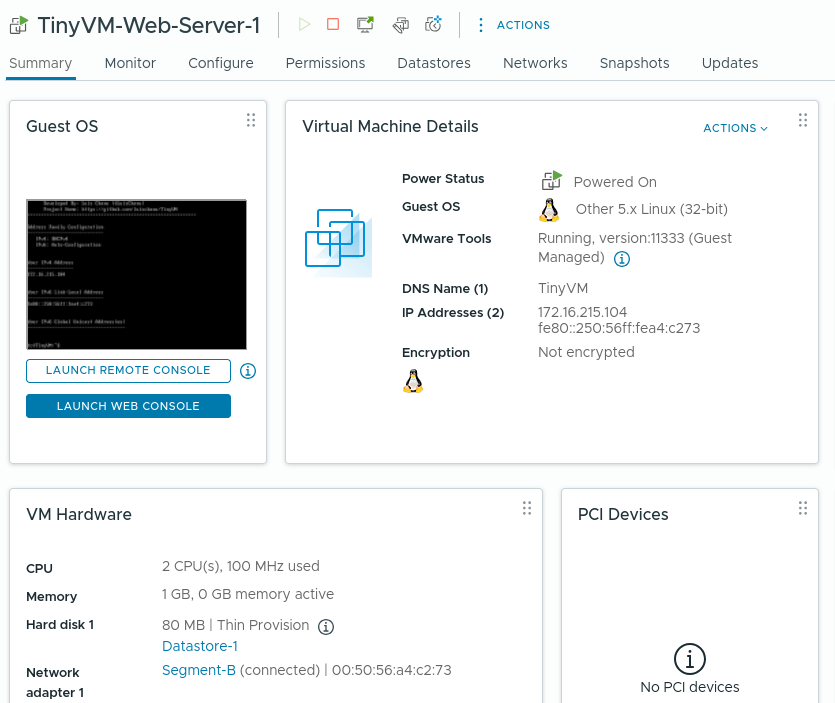 TinyVM-Web-Server-1
ACTIONS
Summary Monitor Configure Permissions Datastores Networks Snapshots Updates
Guest OS
Address Family Configuration
LAUNCH REMOTE CONSOLE
LAUNCH WEB CONSOLE
Virtual Machine Details
ACTIONS
Power Status Powered On
Guest OS Other 5.x Linux (32-bit)
VMware Tools Running, version:11333 (Guest
Managed)
DNS Name (1) TinyVM
IP Addresses (2) 172.16.215.104
fe80::250:56ff:fea4:c273
Encryption Not encrypted
VM Hardware
CPU 2 CPU(s), 100 MHz used
Memory 1 GB, 0 GB memory active
Hard disk 1 80 MB | Thin Provision
Datastore-1
Network Segment-B (connected) | 00:50:56:a4:c2:73
adapter 1
PCI Devices
No PCI devices